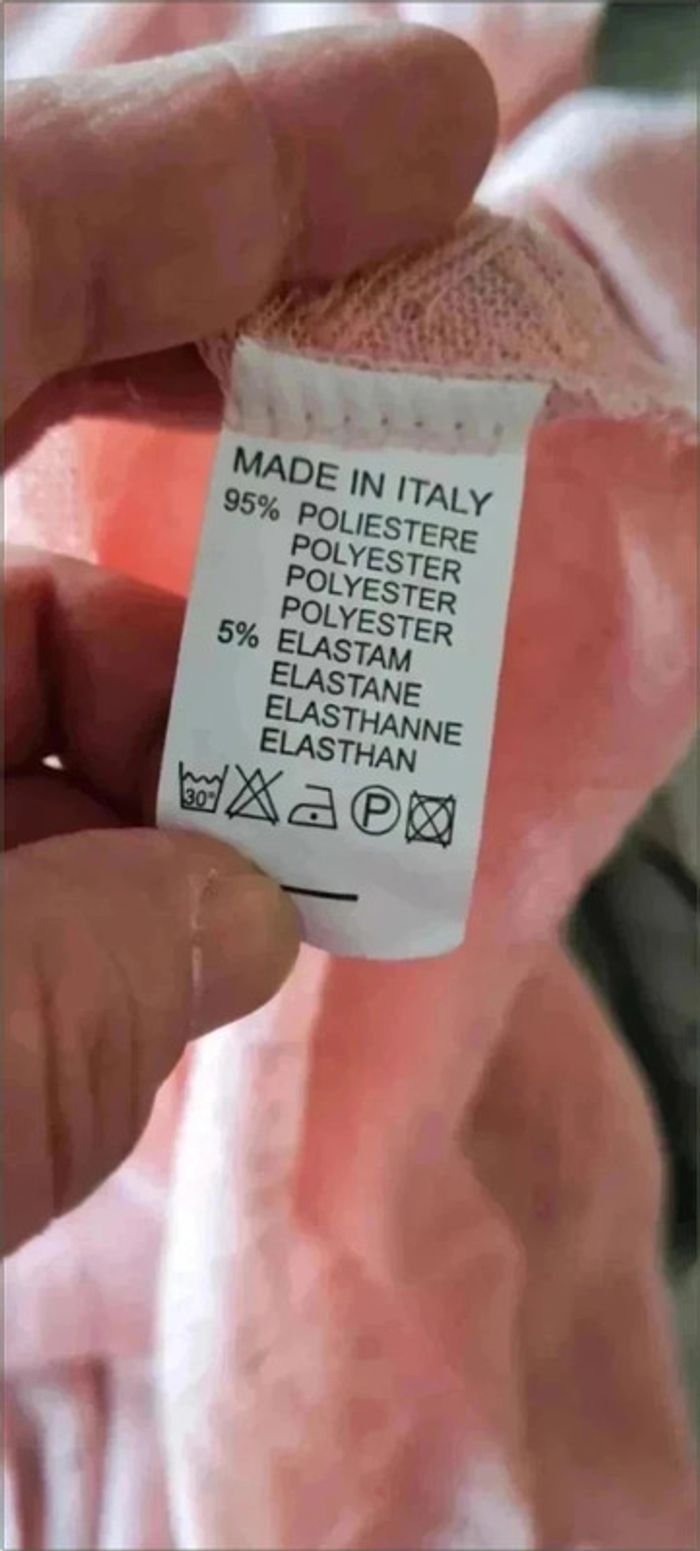 MADE IN ITALY
95% POLIESTERE
POLYESTER
POLYESTER
POLYESTER
5% ELASTAM
ELASTANE
ELASTHANNE
ELASTHAN
30° P